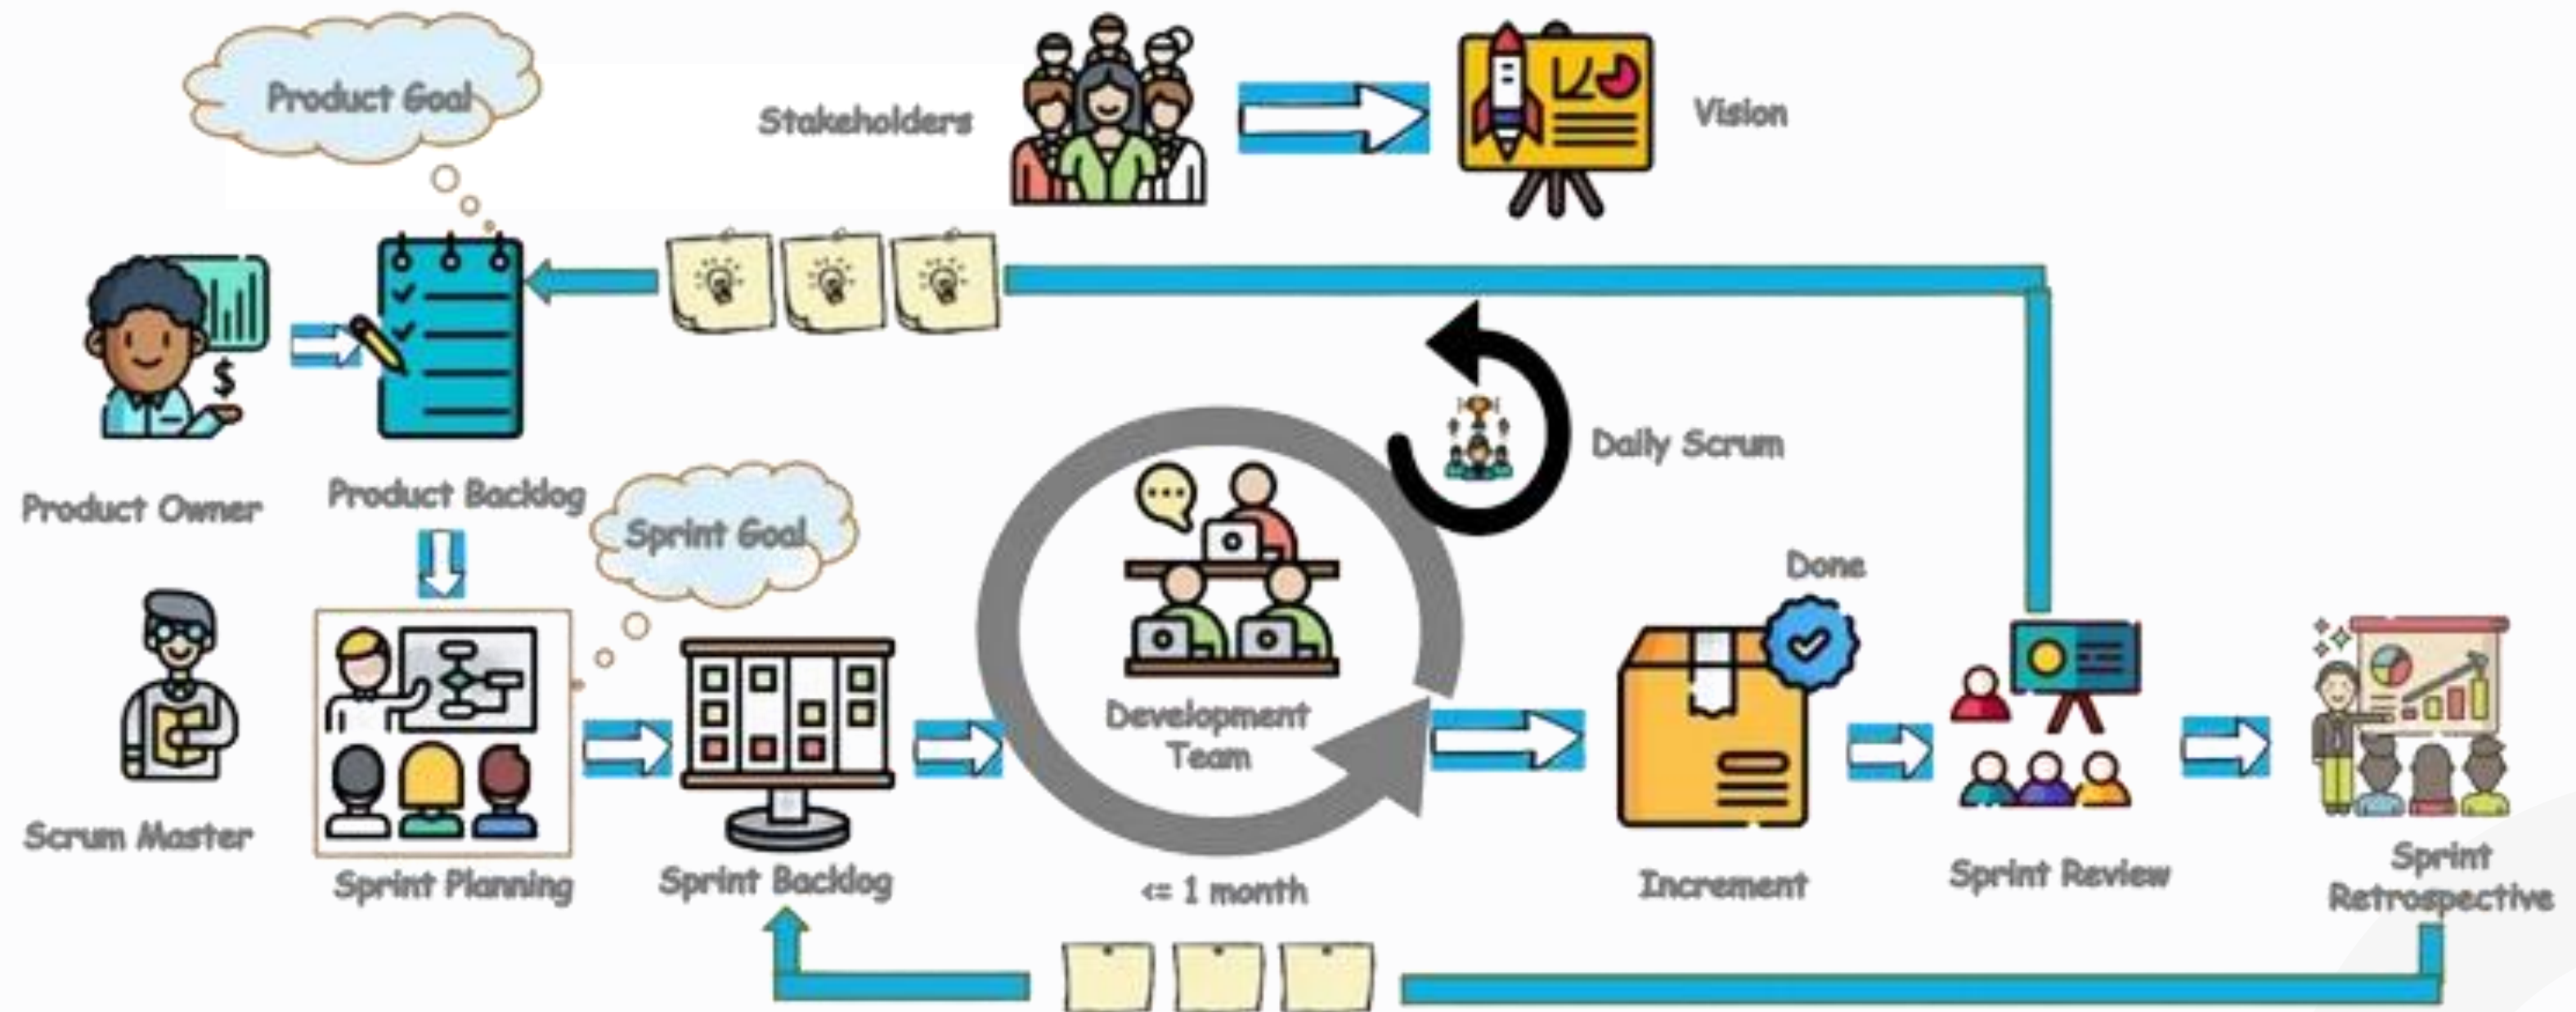 Product Goal
Stakeholders
Vision
$
Daily Scrum
Product Owner
Product Backlog
Sprint Goal
Done
Development
Team
Scrum Master
Sprint Planning
Sprint Backlog
<= 1 month
Increment
Sprint Review
Sprint
Retrospective